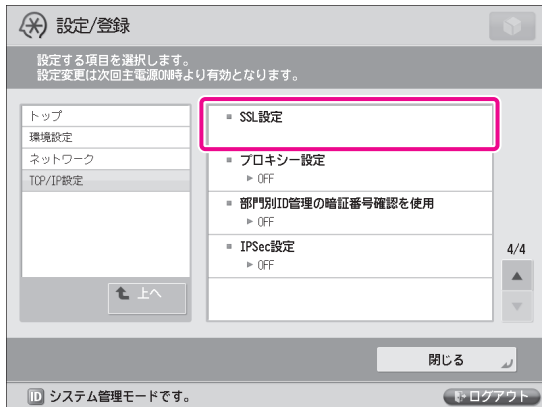 設定/登録
設定する項目を選択します。
設定変更は次回主電源ON時より有効となります。
トップ
環境設定
ネットワーク
TCP/IP設定
上へ
SSL設定
プロキシー設定
OFF
部門別ID管理の暗証番号確認を使用
OFF
IPSec設定
OFF
4/4
閉じる
ID システム管理モードです。
ログアウト